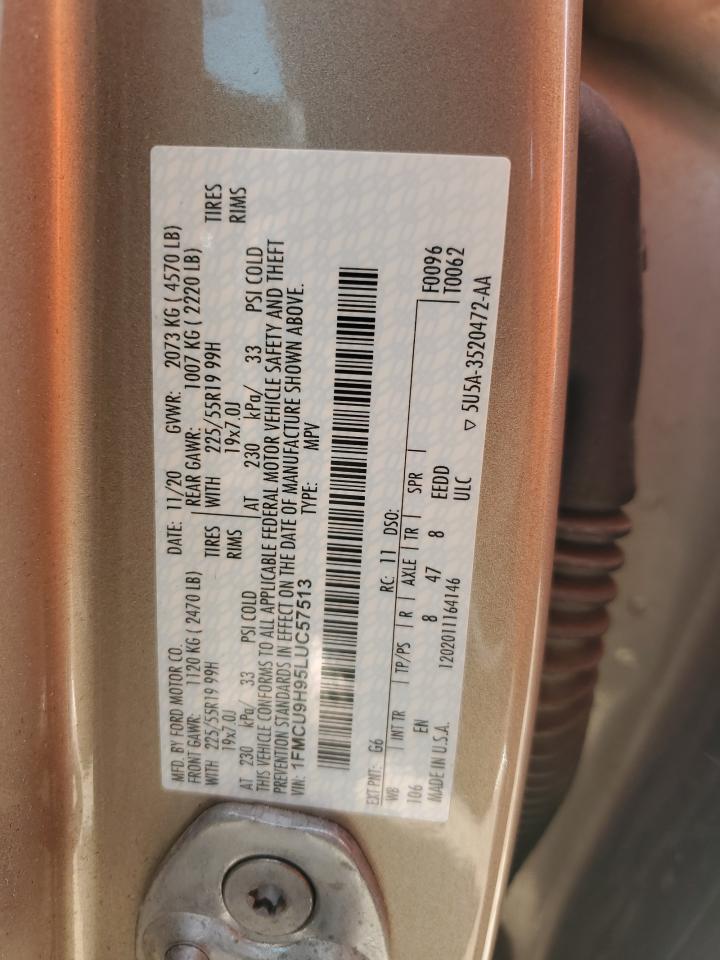 MFD. BY FORD MOTOR CO. DATE: 11/20 GVWR: 2073 KG ( 4570 LB)
FRONT GAWR: 1120 KG ( 2470 LB) REAR GAWR: 1007 KG ( 2220 LB)
WITH 225/55R19 99H TIRES WITH 225/55R19 99H TIRES
19x7.0J RIMS 19x7.0J RIMS
AT 230 kPa/ 33 PSI COLD AT 230 kPa/ 33 PSI COLD
THIS VEHICLE CONFORMS TO ALL APPLICABLE FEDERAL MOTOR VEHICLE SAFETY AND THEFT
PREVENTION STANDARDS IN EFFECT ON THE DATE OF MANUFACTURE SHOWN ABOVE.
VIN: 1FMCU9H95LUC57513 TYPE: MPV
EXT PNT: G6 RC: 11 DSO:
WB INT TR TP/PS R AXLE TR SPR F0096
106 EN 8 47 8 EEDD T0062
MADE IN U.S.A. 12020111164146 ULC
▽ 5U5A-3520472-AA